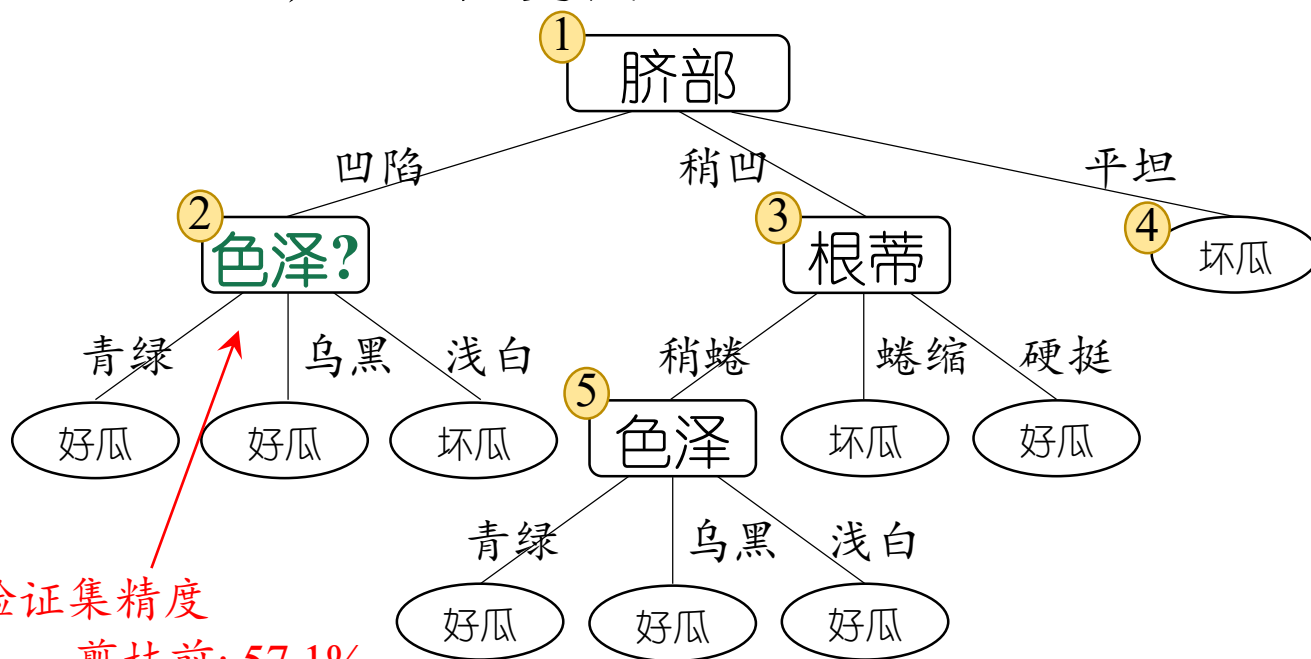 1
脐部
凹陷 稍凹 平坦
2 3 4
色泽? 根蒂 坏瓜
青绿 乌黑 浅白 稍蜷 蜷缩 硬挺
5
好瓜 好瓜 坏瓜 色泽 坏瓜 好瓜
青绿 乌黑 浅白
验证集精度
好瓜 好瓜 好瓜
剪枝前: 57.1%